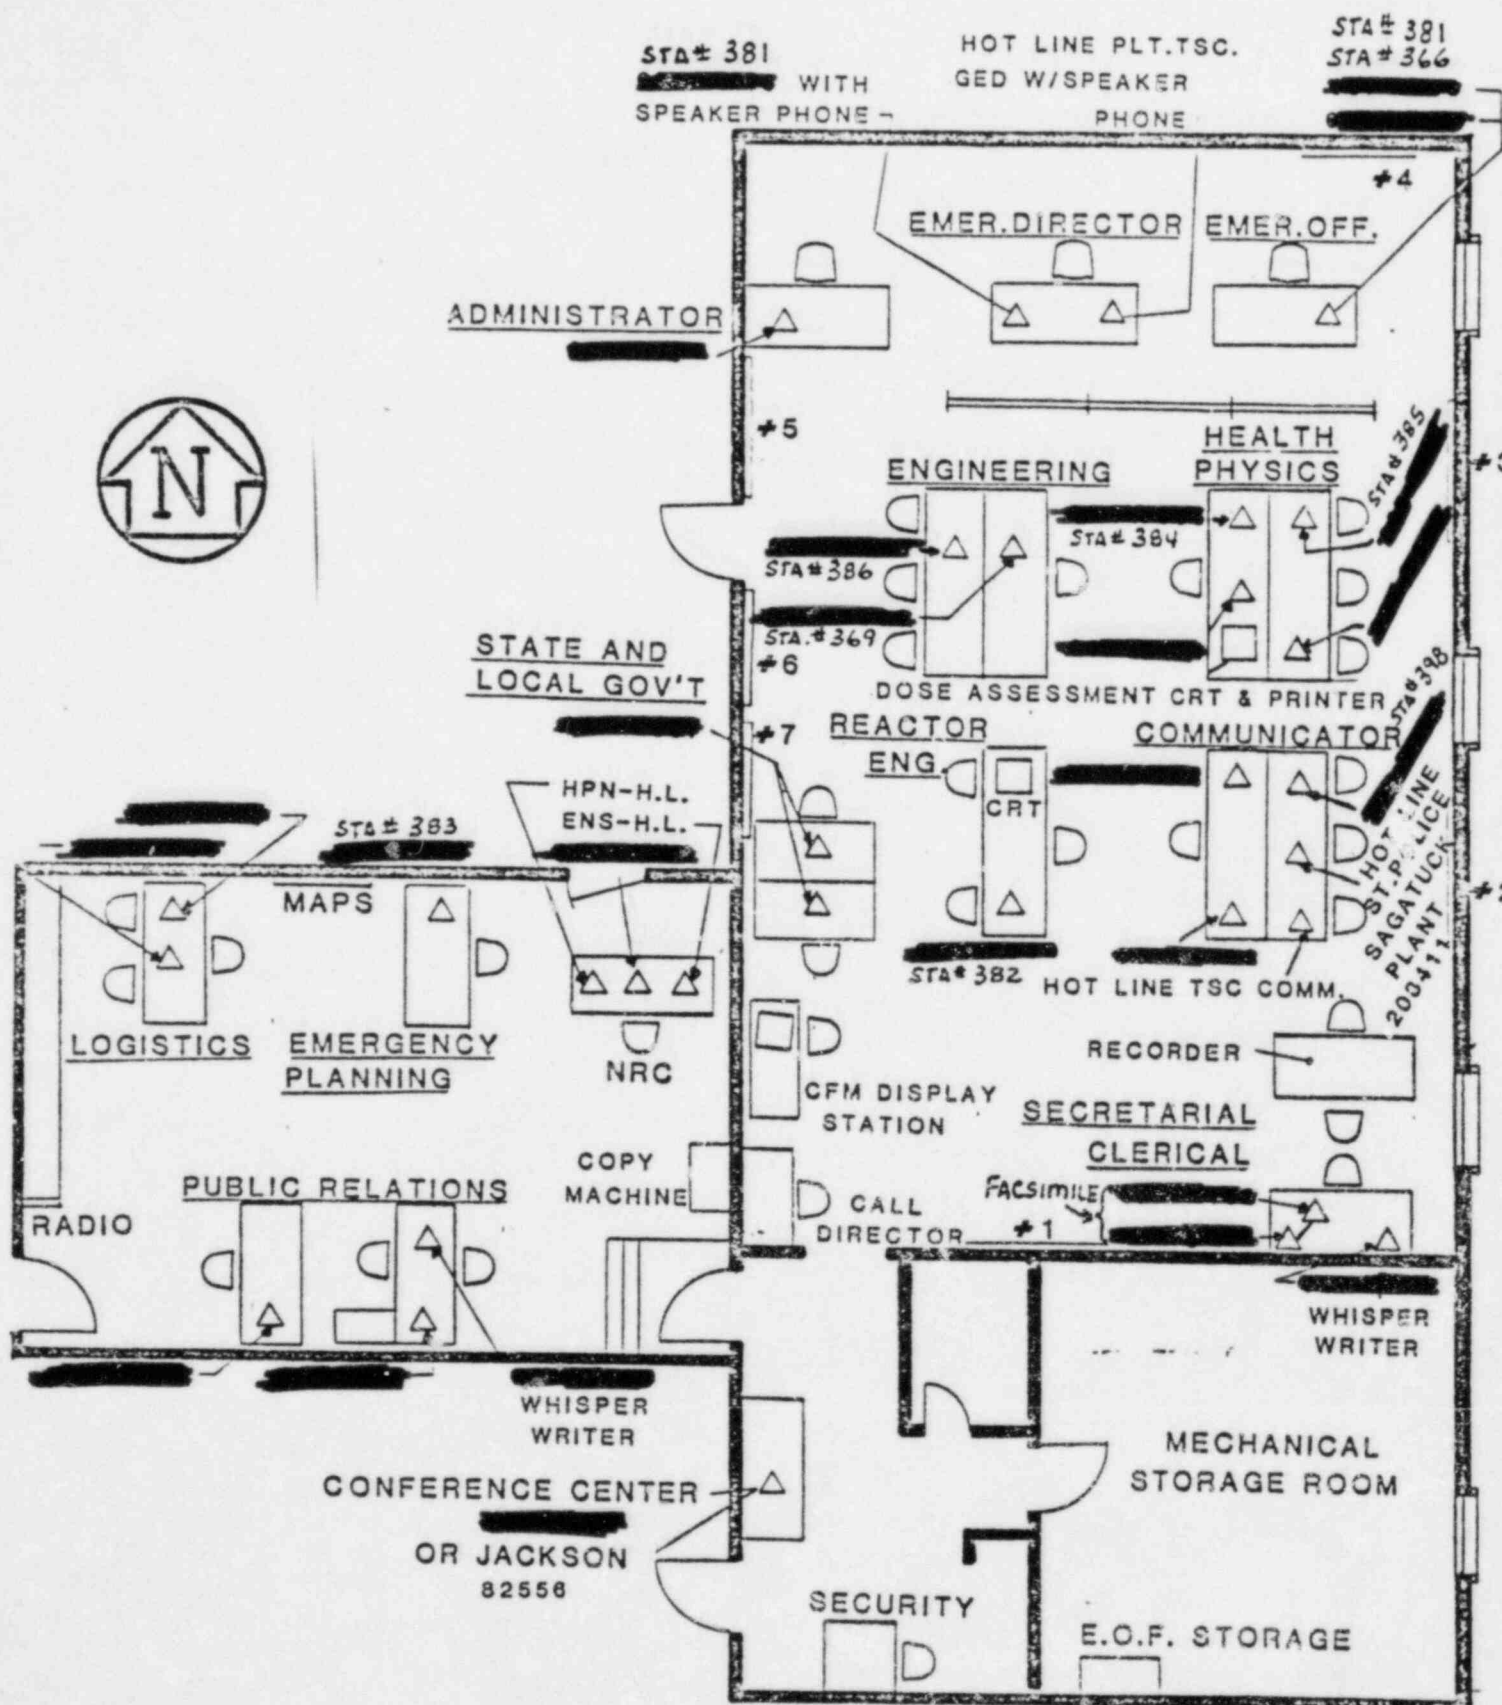 STA# 381
WITH
SPEAKER PHONE
HOT LINE PLT.TSC.
GED W/SPEAKER
PHONE
STA# 381
STA# 366
#4
EMER.DIRECTOR
EMER.OFF.
ADMINISTRATOR
N
#5
ENGINEERING
HEALTH
PHYSICS
STA# 385
STA# 384
STA# 386
STA.# 369
STATE AND
LOCAL GOV'T
#6
DOSE ASSESSMENT CRT & PRINTER
STA# 398
#7
REACTOR
ENG.
CRT
COMMUNICATOR
HOT LINE
ST.POLICE
SAGATUCK
PLANT
HPN-H.L.
ENS-H.L.
STA# 383
MAPS
STA# 382
HOT LINE TSC COMM.
LOGISTICS
EMERGENCY
PLANNING
NRC
RECORDER
CFM DISPLAY
STATION
SECRETARIAL
CLERICAL
COPY
MACHINE
PUBLIC RELATIONS
RADIO
CALL
DIRECTOR
FACSIMILE
#1
WHISPER
WRITER
WHISPER
WRITER
CONFERENCE CENTER
OR JACKSON
82556
MECHANICAL
STORAGE ROOM
SECURITY
E.O.F. STORAGE